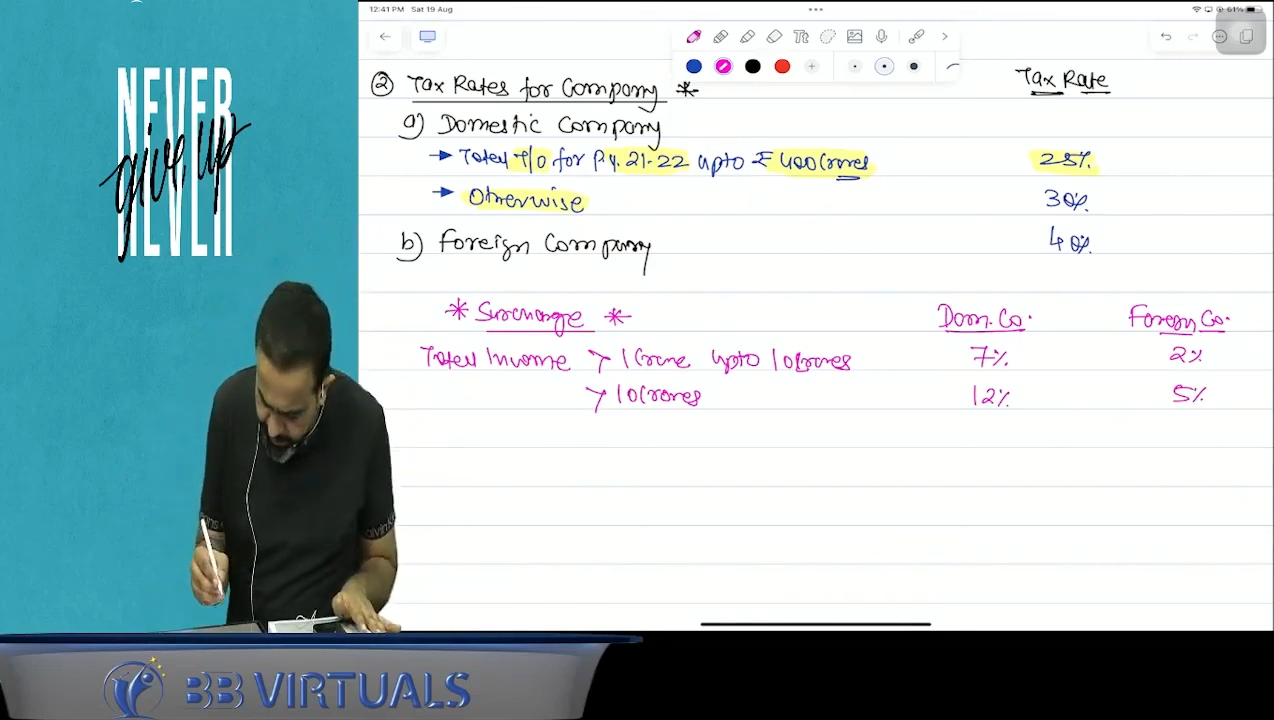 12:41 PM Sat 19 Aug
61%
NEVER
give up
NEVER
② Tax Rates for Company *
Tax Rate
a) Domestic Company
→ Total T/O for P.Y. 21-22 upto ₹ 400 Crores 25%
→ Otherwise 30%
b) Foreign Company 40%
* Surcharge * Dom. Co. Foreign Co.
Total Income > 1 Crore upto 10 Crores 7% 2%
> 10 Crores 12% 5%
BB VIRTUALS